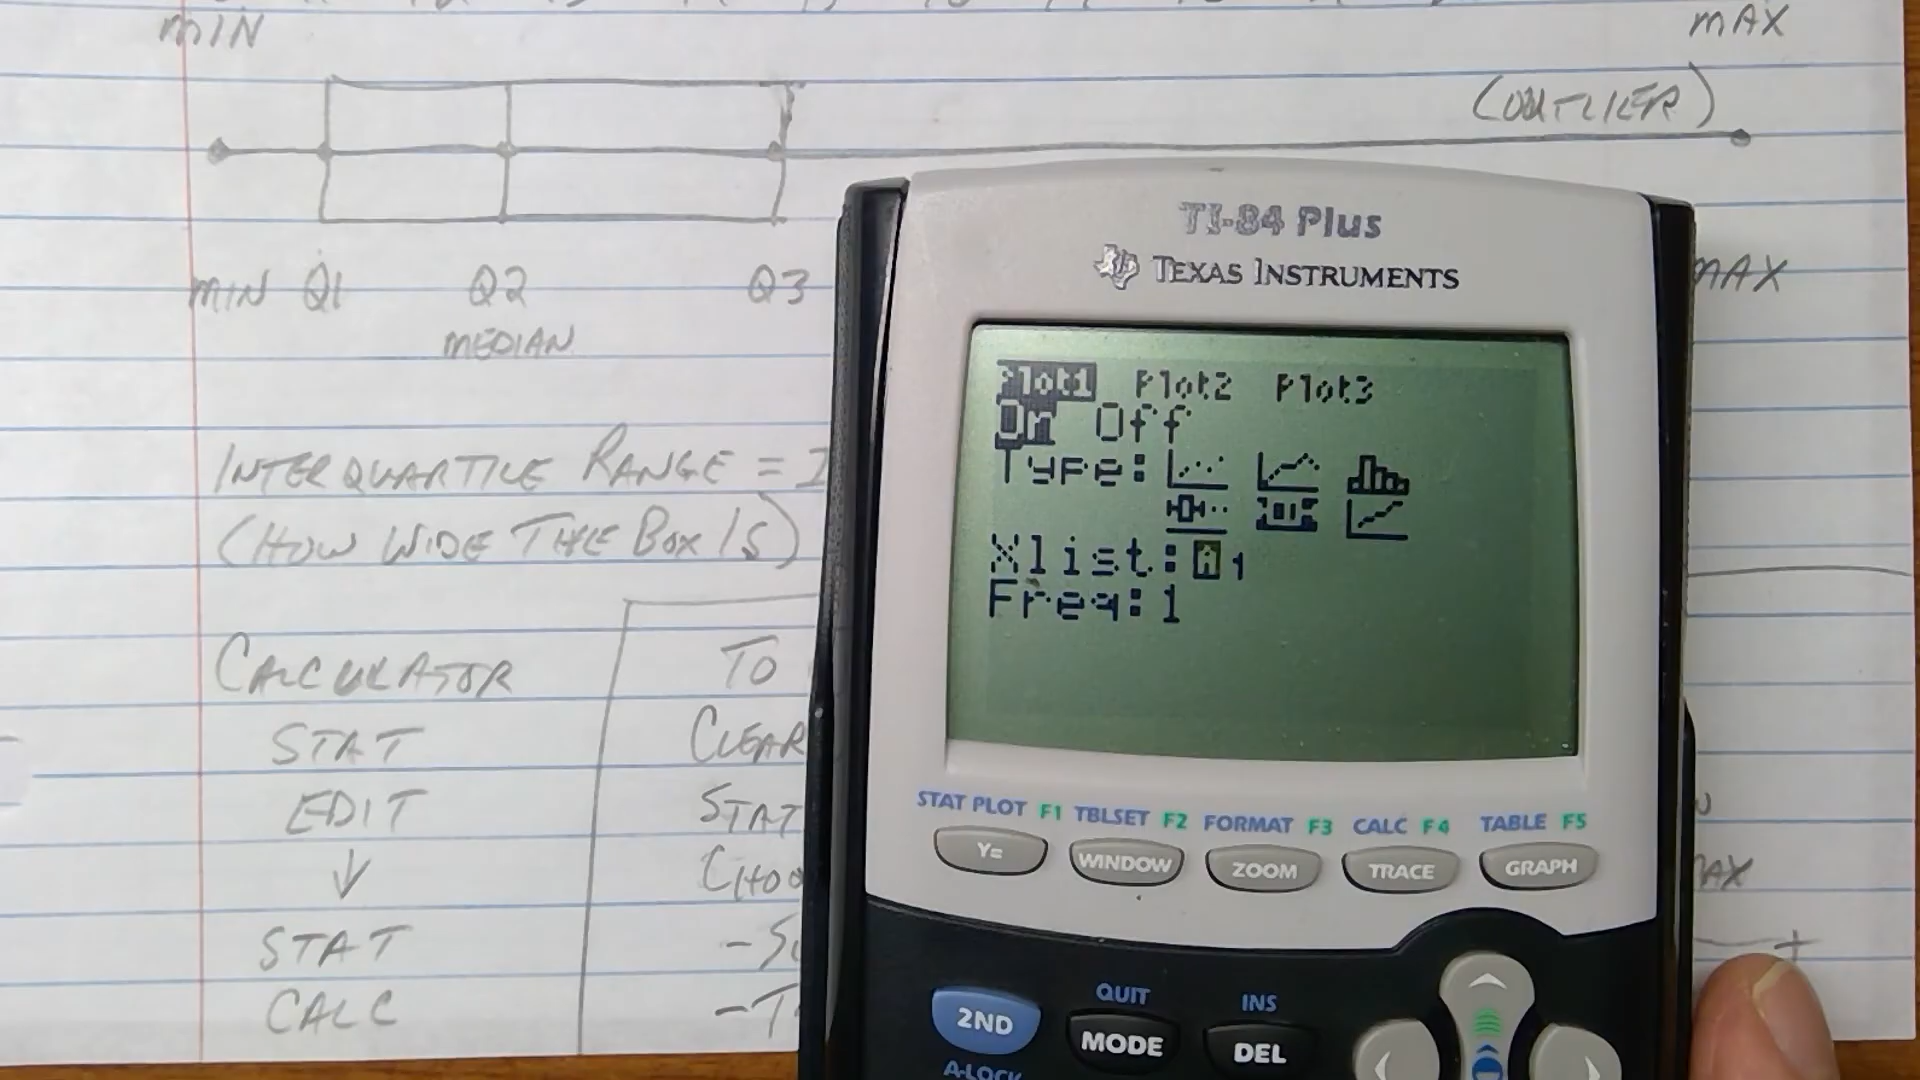 MIN MAX
(OUTLIER)
MIN Q1 Q2 Q3 MAX
MEDIAN
INTERQUARTILE RANGE = I
(HOW WIDE THE BOX IS)
CALCULATOR TO
STAT CLEAR
EDIT STAT
CHOO
AX
STAT
CALC
TI-84 Plus
TEXAS INSTRUMENTS
Plot1 Plot2 Plot3
On Off
Type:
Xlist:A1
Freq:1
STAT PLOT F1 TBLSET F2 FORMAT F3 CALC F4 TABLE F5
Y= WINDOW ZOOM TRACE GRAPH
QUIT INS
2ND MODE DEL
A-LOCK